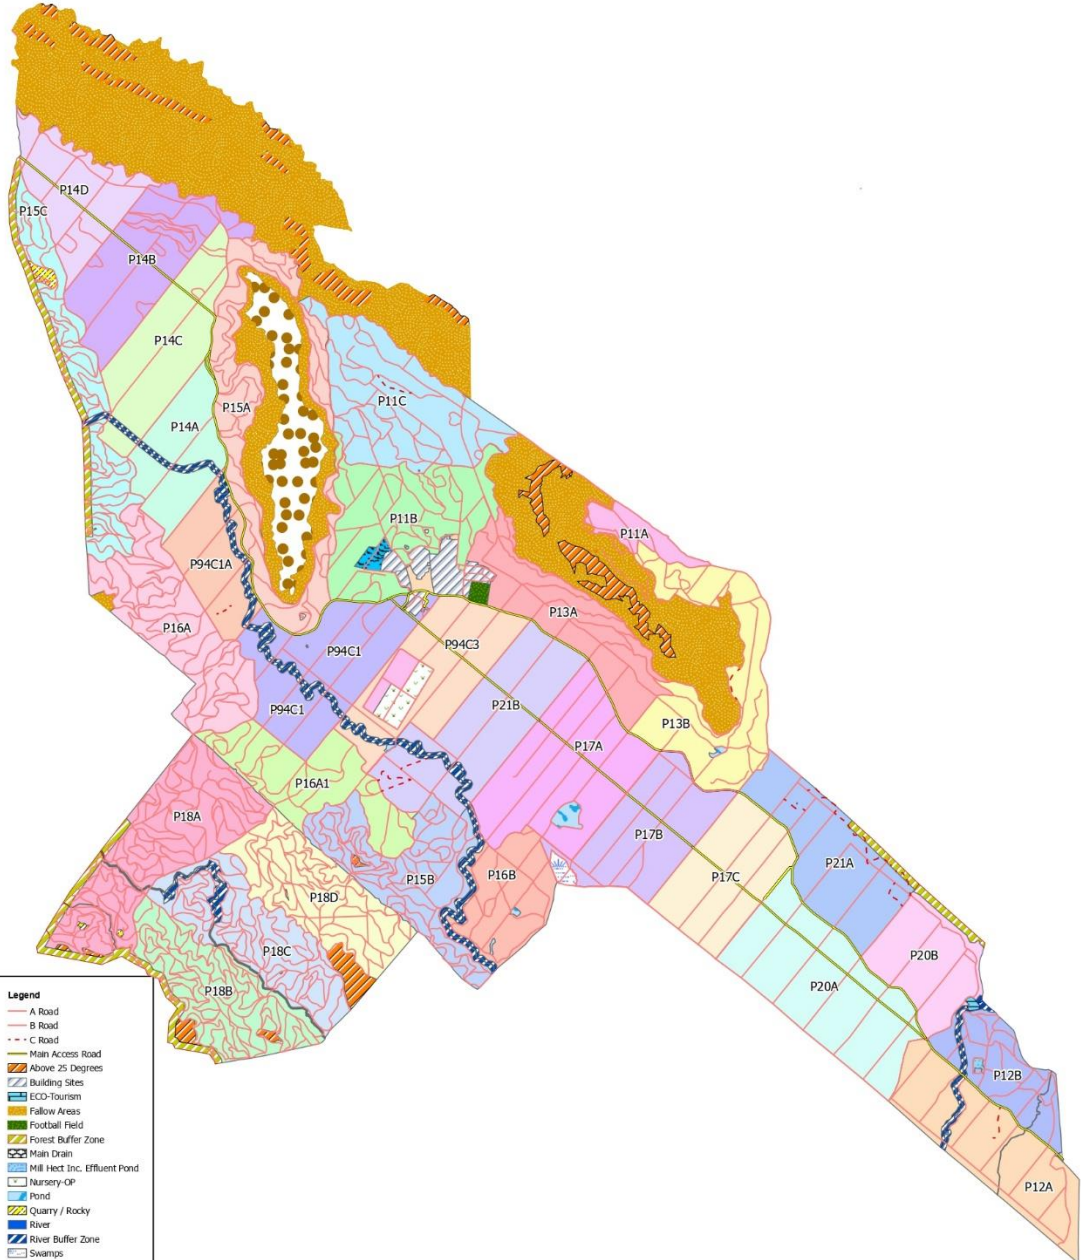 P14D
P15C
P14B
P14C
P15A
P11C
P14A
P11B
P11A
P94C1A
P13A
P16A
P94C1
P94C3
P94C1
P21B
P13B
P17A
P16A1
P18A
P17B
P21A
P15B
P16B
P17C
P18D
P18C
P20B
P18B
P20A
P12B
P12A
Legend
A Road
B Road
C Road
Main Access Road
Above 25 Degrees
Building Sites
ECO-Tourism
Fallow Areas
Football Field
Forest Buffer Zone
Main Drain
Mill Hect Inc. Effluent Pond
Nursery-OP
Pond
Quarry / Rocky
River
River Buffer Zone
Swamps